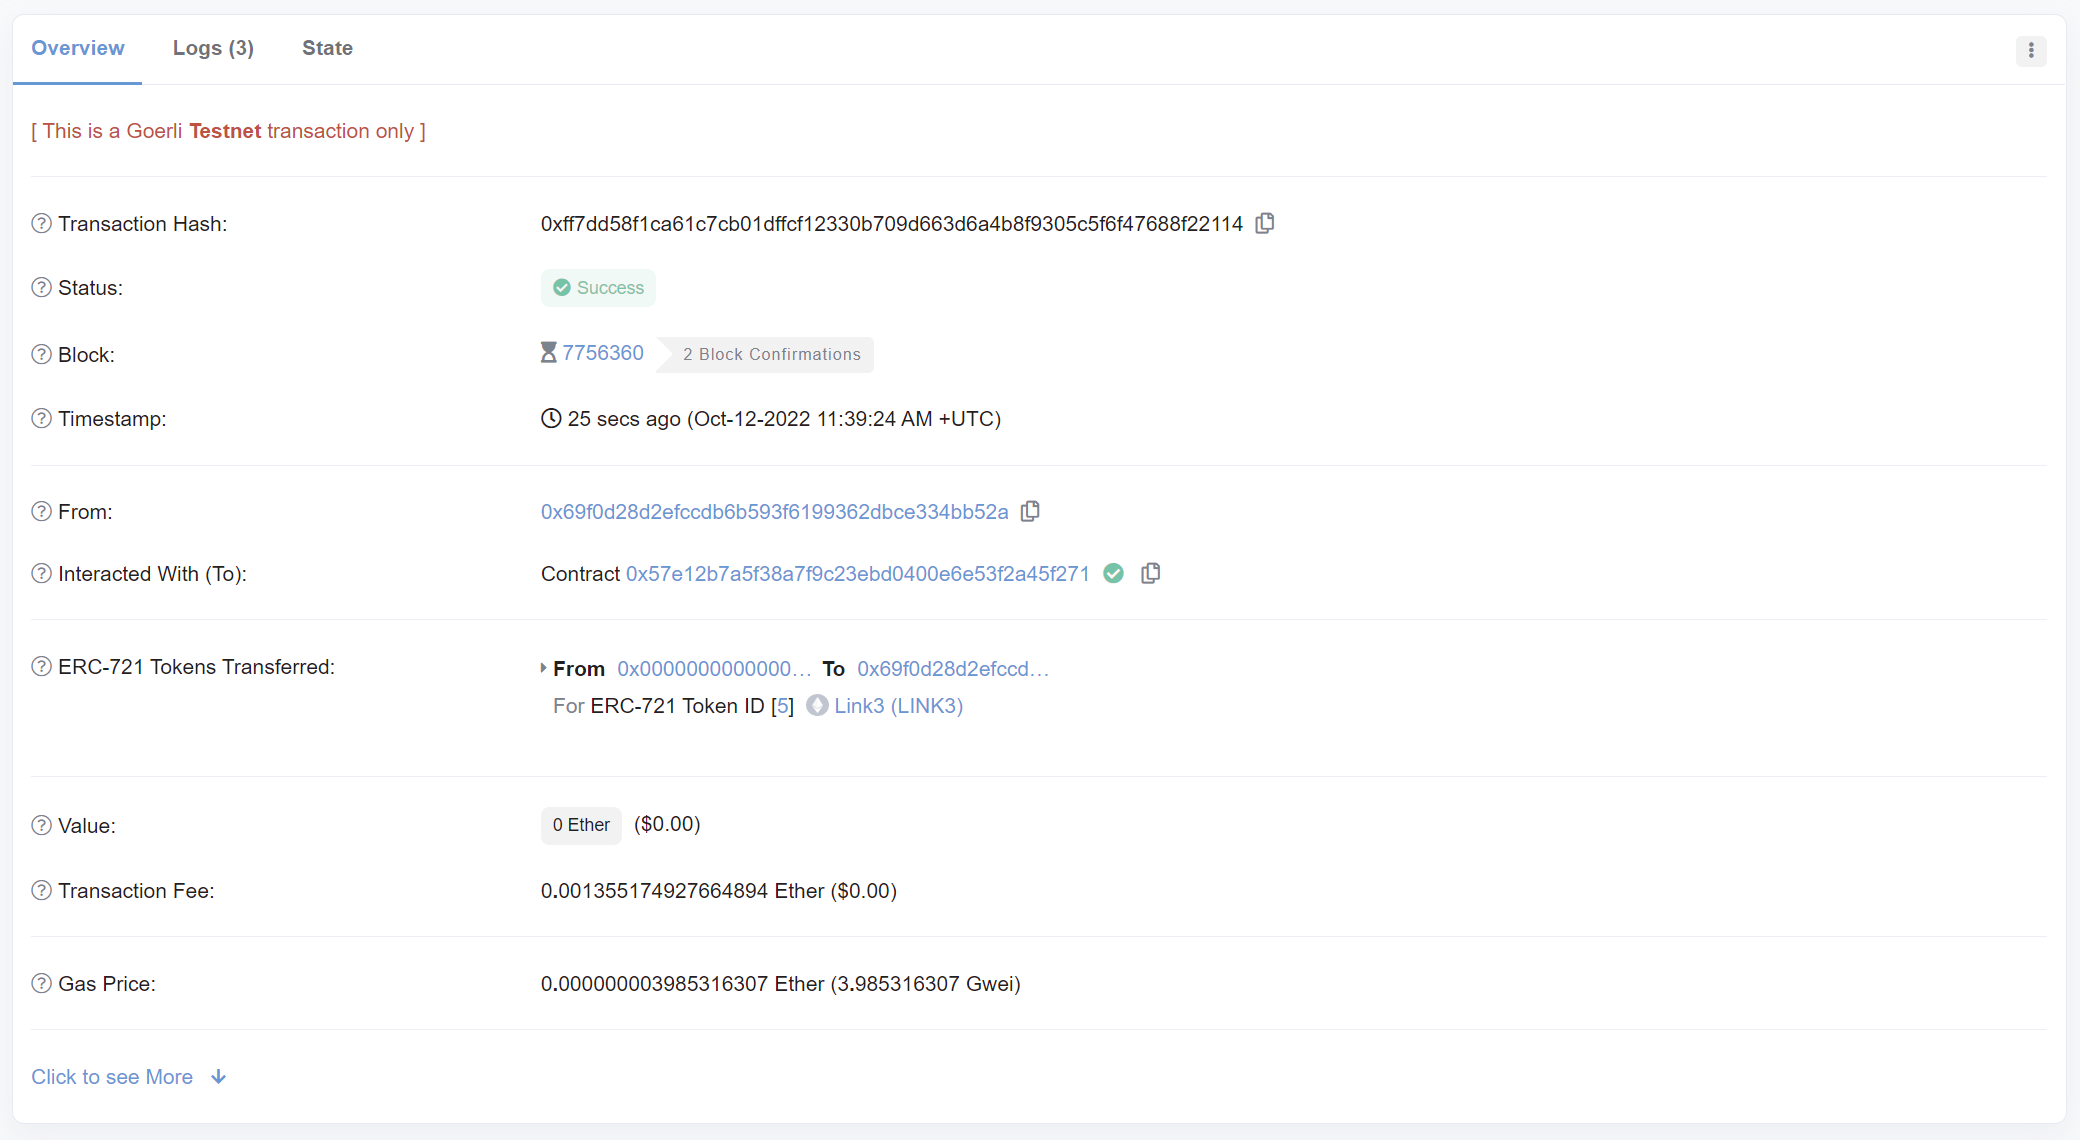 Overview Logs (3) State
[ This is a Goerli Testnet transaction only ]
Transaction Hash: 0xff7dd58f1ca61c7cb01dffcf12330b709d663d6a4b8f9305c5f6f47688f22114
Status: Success
Block: 7756360 2 Block Confirmations
Timestamp: 25 secs ago (Oct-12-2022 11:39:24 AM +UTC)
From: 0x69f0d28d2efccdb6b593f6199362dbce334bb52a
Interacted With (To): Contract 0x57e12b7a5f38a7f9c23ebd0400e6e53f2a45f271
ERC-721 Tokens Transferred: From 0x0000000000000... To 0x69f0d28d2efccd...
For ERC-721 Token ID [5] Link3 (LINK3)
Value: 0 Ether ($0.00)
Transaction Fee: 0.001355174927664894 Ether ($0.00)
Gas Price: 0.000000003985316307 Ether (3.985316307 Gwei)
Click to see More